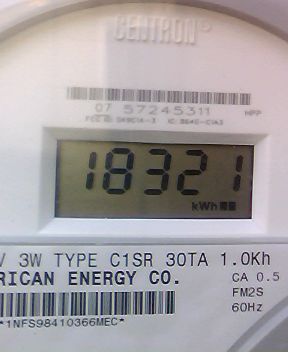 CENTRON
07 57245311 HPP
18321
kWh
V 3W TYPE C1SR 30TA 1.0Kh
RICAN ENERGY CO. CA 0.5
FM2S
*1NFS98410366MEC* 60Hz